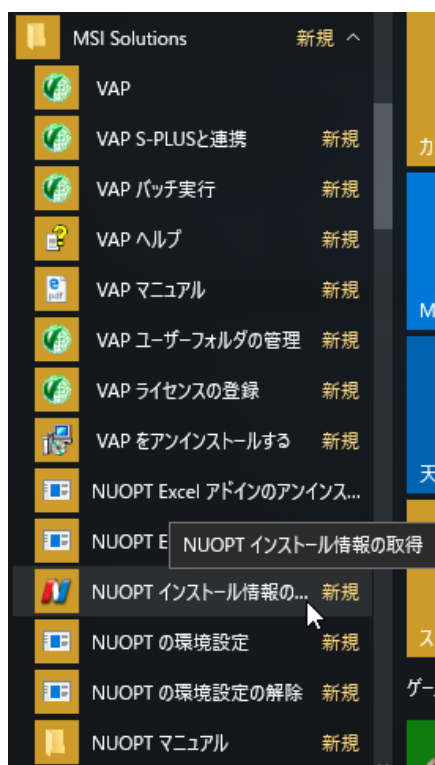 MSI Solutions 新規
VAP
VAP S-PLUSと連携 新規
カ
VAP バッチ実行 新規
VAP ヘルプ 新規
VAP マニュアル 新規
M
VAP ユーザーフォルダの管理 新規
VAP ライセンスの登録 新規
VAP をアンインストールする 新規
天
NUOPT Excel アドインのアンインス...
NUOPT E
NUOPT インストール情報の取得
NUOPT インストール情報の... 新規
NUOPT の環境設定 新規
ス
NUOPT の環境設定の解除 新規
ゲー
NUOPT マニュアル 新規